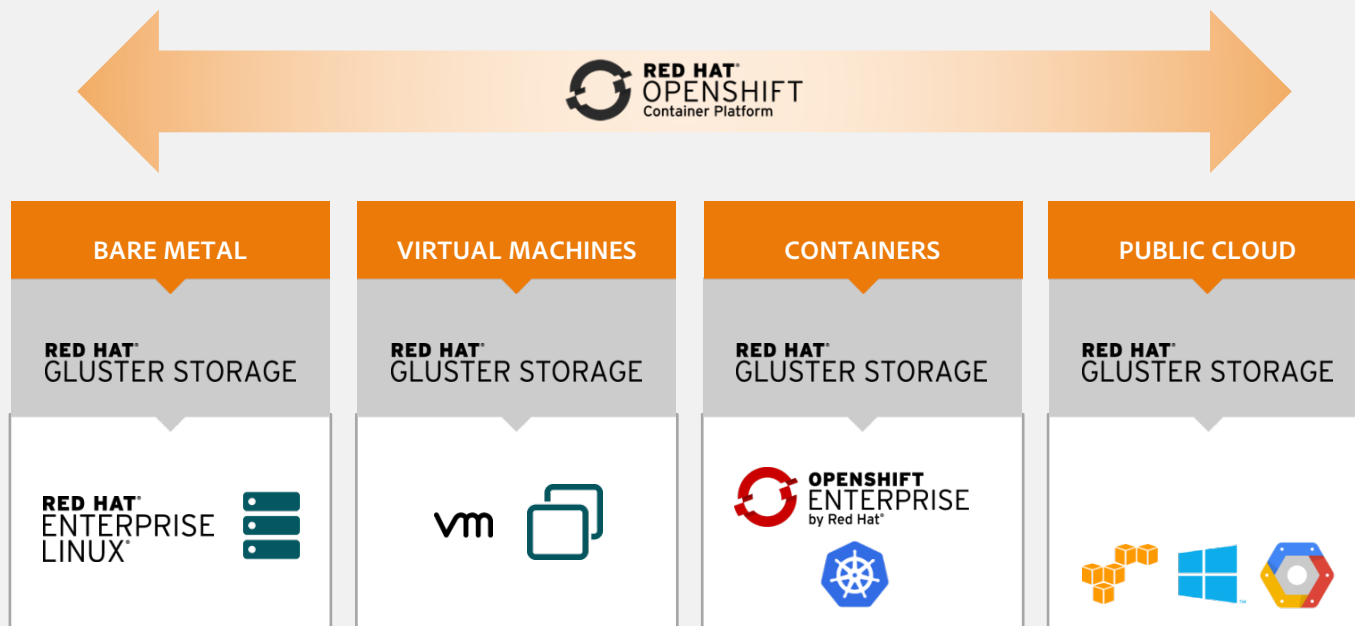 RED HAT®
OPENSHIFT
Container Platform
BARE METAL
VIRTUAL MACHINES
CONTAINERS
PUBLIC CLOUD
RED HAT®
GLUSTER STORAGE
RED HAT®
GLUSTER STORAGE
RED HAT®
GLUSTER STORAGE
RED HAT®
GLUSTER STORAGE
RED HAT®
ENTERPRISE
LINUX®
vm
OPENSHIFT
ENTERPRISE
by Red Hat®
™